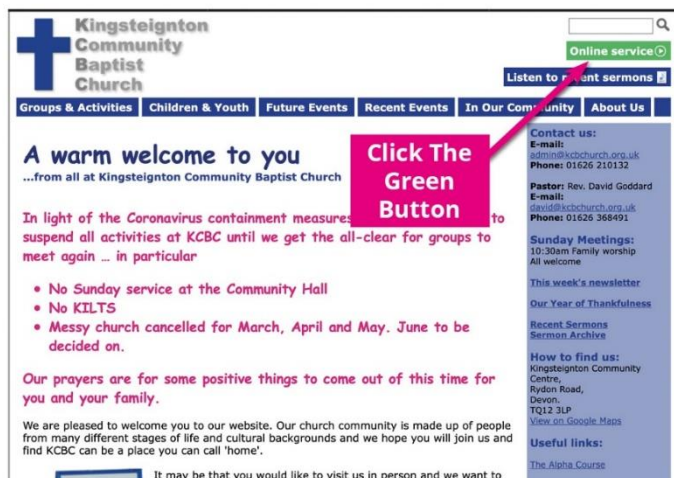 Kingsteignton
Community
Baptist
Church
Online service
Listen to re ent sermons
Groups & Activities Children & Youth Future Events Recent Events In Our Com unity About Us
Click The
Green
Button
A warm welcome to you
...from all at Kingsteignton Community Baptist Church
In light of the Coronavirus containment measures to
suspend all activities at KCBC until we get the all-clear for groups to
meet again ... in particular
• No Sunday service at the Community Hall
• No KILTS
• Messy church cancelled for March, April and May. June to be
decided on.
Our prayers are for some positive things to come out of this time for
you and your family.
We are pleased to welcome you to our website. Our church community is made up of people
from many different stages of life and cultural backgrounds and we hope you will join us and
find KCBC can be a place you can call 'home'.
It may be that you would like to visit us in person and we want to
Contact us:
E-mail:
admin@kcbchurch.org.uk
Phone: 01626 210132
Pastor: Rev. David Goddard
E-mail:
david@kcbchurch.org.uk
Phone: 01626 368491
Sunday Meetings:
10:30am Family worship
All welcome
This week's newsletter
Our Year of Thankfulness
Recent Sermons
Sermon Archive
How to find us:
Kingsteignton Community
Centre,
Rydon Road,
Devon.
TQ12 3LP
View on Google Maps
Useful links:
The Alpha Course